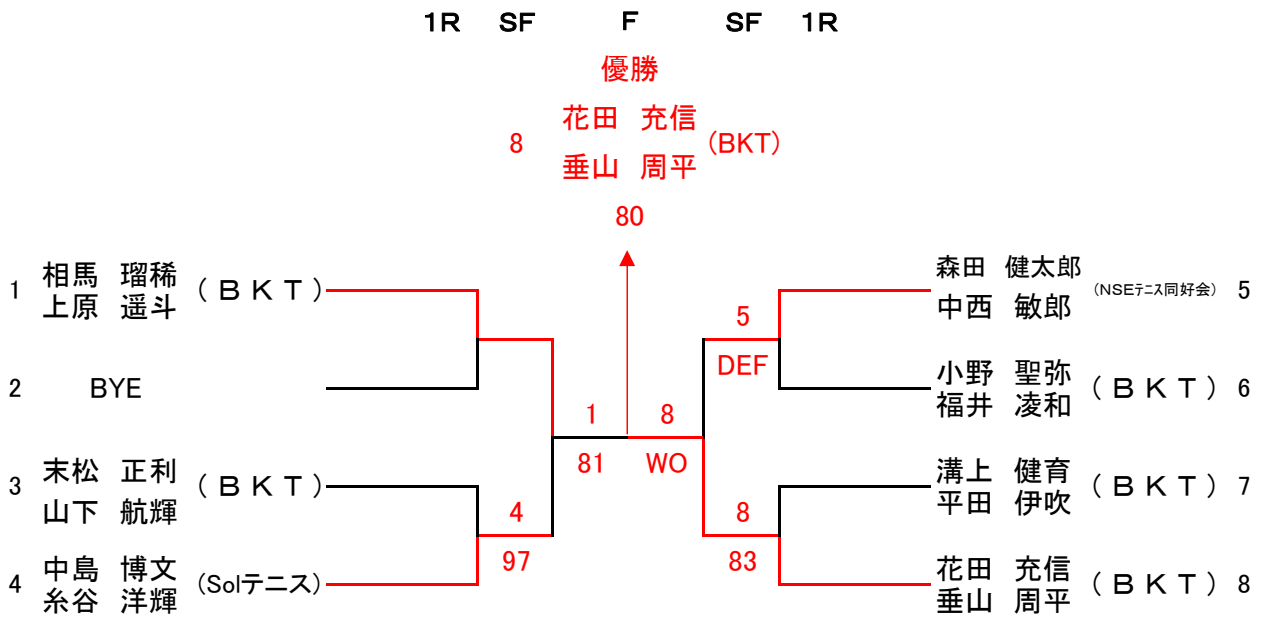 1R SF F SF 1R
優勝
花田 充信
8 (BKT)
垂山 周平
80
1 相馬 瑠稀 (BKT)
上原 遥斗
2 BYE
3 末松 正利 (BKT)
山下 航輝
4 中島 博文 (Solテニス)
糸谷 洋輝
4
97
1
81
8
WO
5
DEF
8
83
森田 健太郎 (NSEテニス同好会) 5
中西 敏郎
小野 聖弥 (BKT) 6
福井 凌和
溝上 健育 (BKT) 7
平田 伊吹
花田 充信 (BKT) 8
垂山 周平